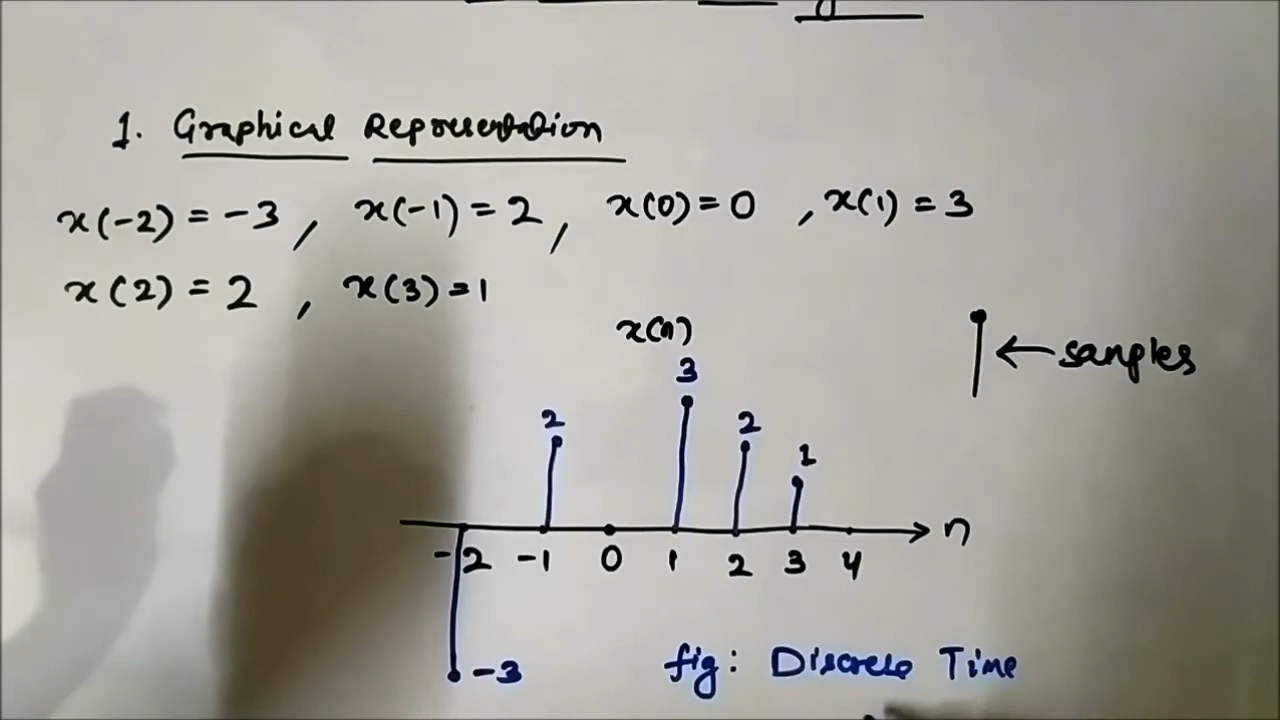 1. Graphical Representation
x(-2) = -3 , x(-1) = 2 , x(0) = 0 , x(1) = 3
x(2) = 2 , x(3) = 1
x(n)
3
← samples
2
2
1
n
-2 -1 0 1 2 3 4
-3
fig: Discrete Time